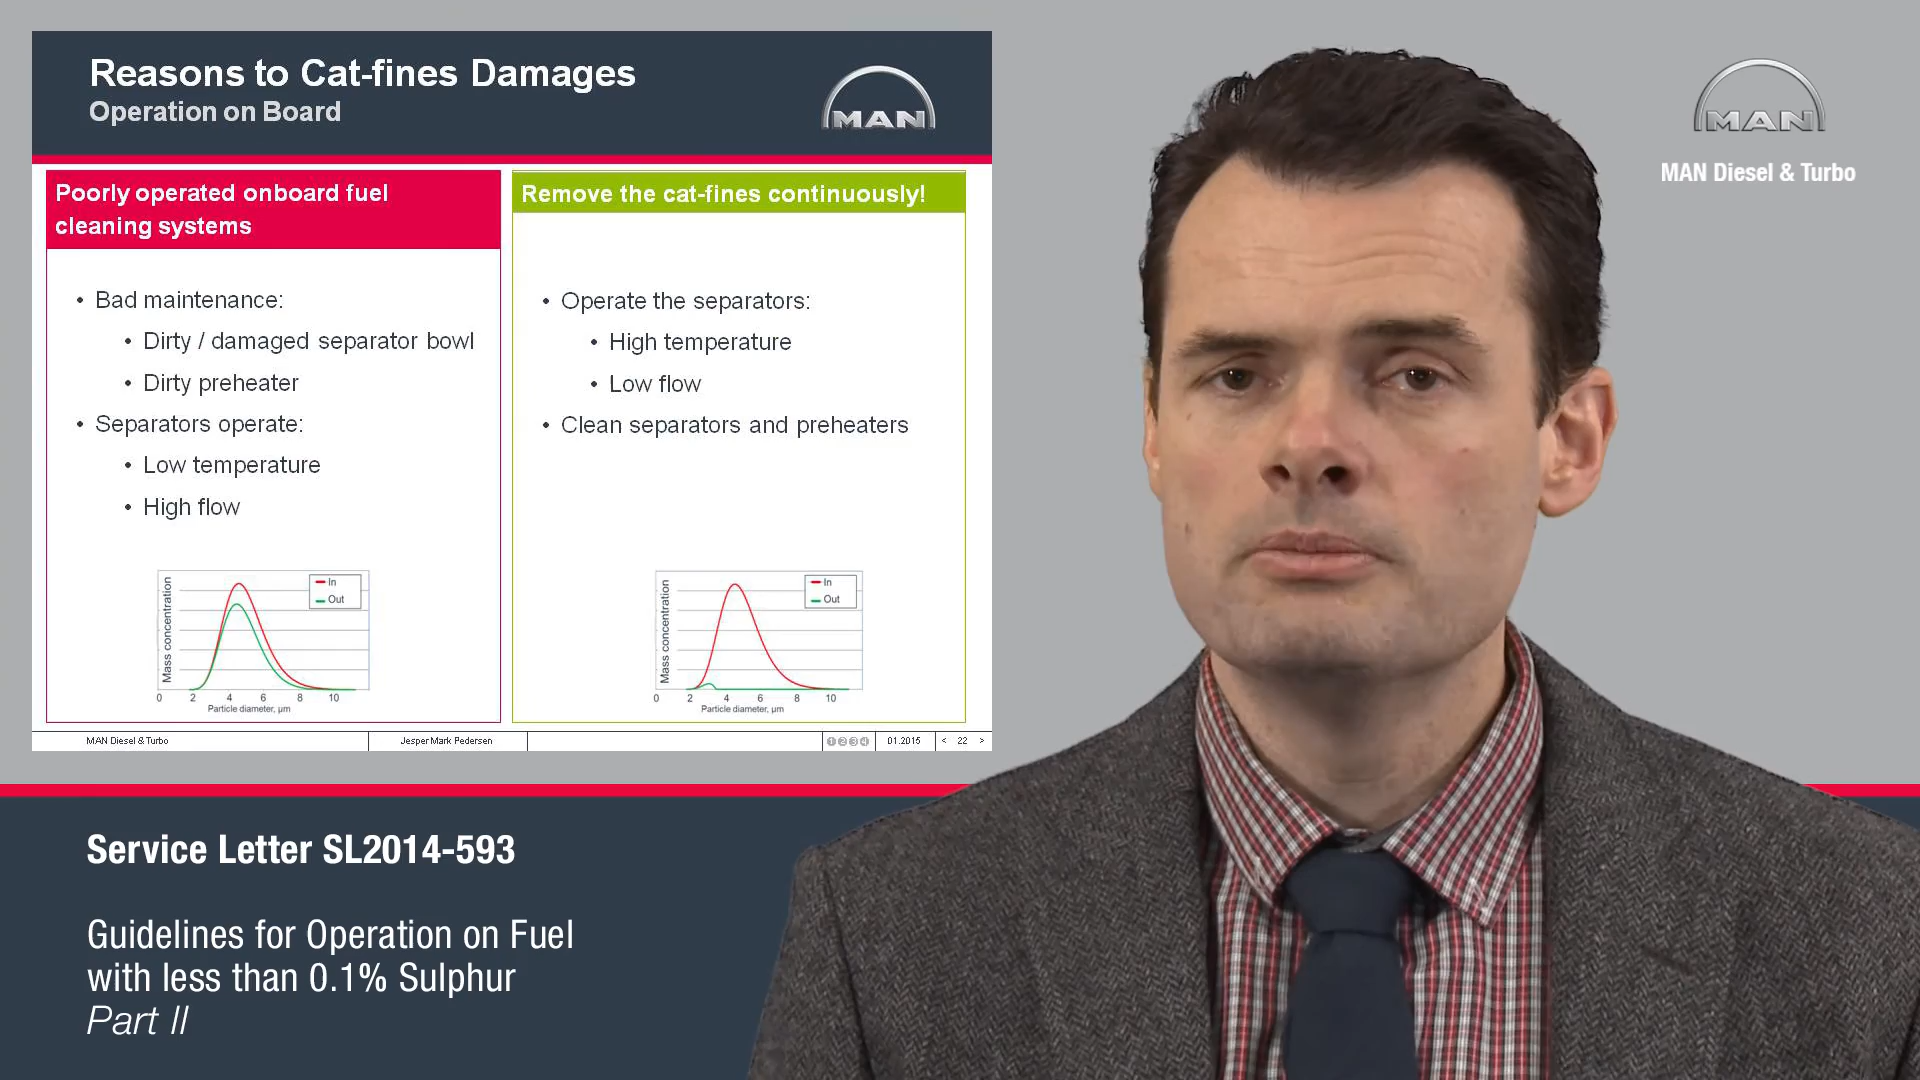 Reasons to Cat-fines Damages
Operation on Board
MAN
Poorly operated onboard fuel
cleaning systems
• Bad maintenance:
• Dirty / damaged separator bowl
• Dirty preheater
• Separators operate:
• Low temperature
• High flow
Mass concentration
In
Out
0 2 4 6 8 10
Particle diameter, µm
Remove the cat-fines continuously!
• Operate the separators:
• High temperature
• Low flow
• Clean separators and preheaters
Mass concentration
In
Out
0 2 4 6 8 10
Particle diameter, µm
MAN Diesel & Turbo
Jesper Mark Pedersen
1 2 3 4
01.2015
< 22 >
MAN
MAN Diesel & Turbo
Service Letter SL2014-593
Guidelines for Operation on Fuel
with less than 0.1% Sulphur
Part II